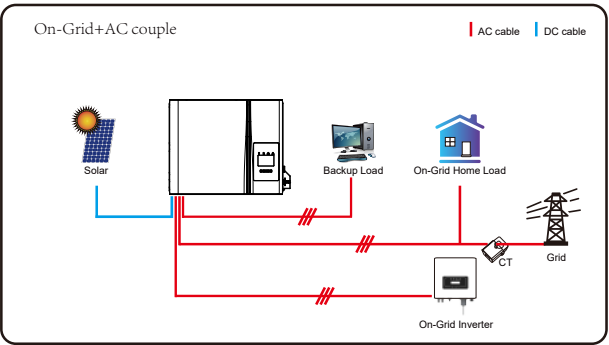 On-Grid+AC couple
AC cable
DC cable
Solar
Backup Load
On-Grid Home Load
CT
Grid
On-Grid Inverter